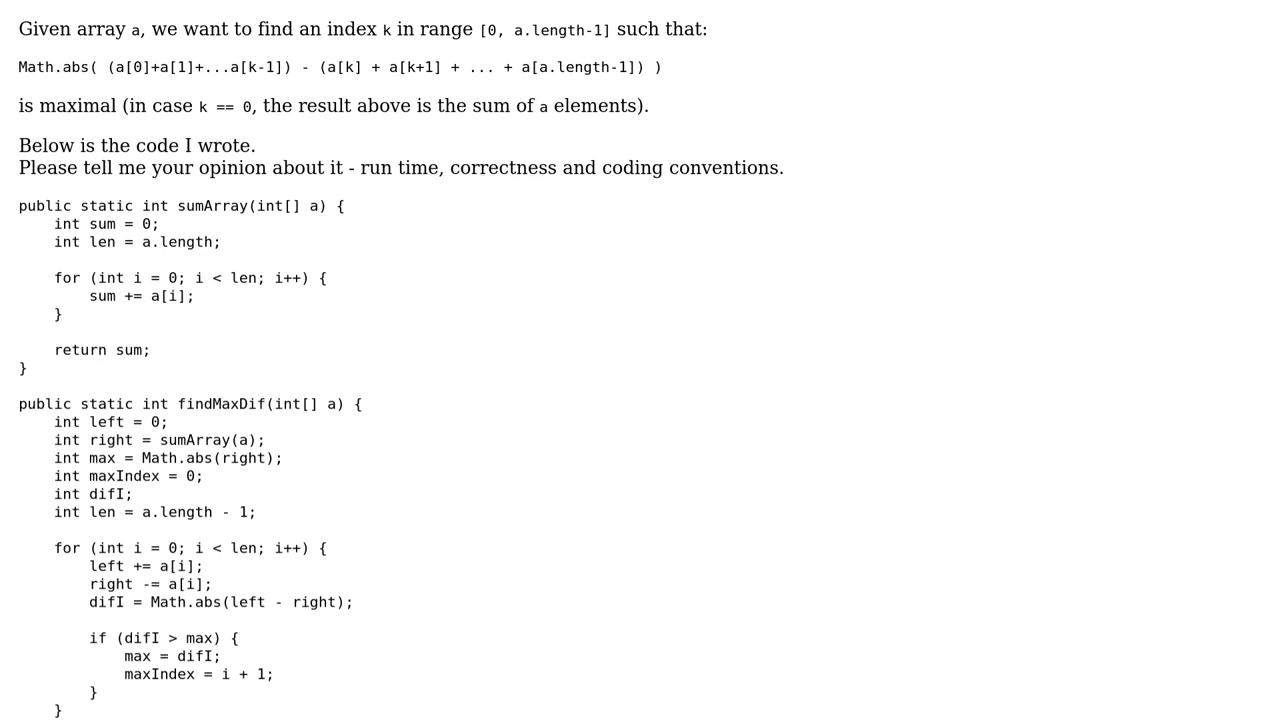 Given array a, we want to find an index k in range [0, a.length-1] such that:
Math.abs( (a[0]+a[1]+...a[k-1]) - (a[k] + a[k+1] + ... + a[a.length-1]) )
is maximal (in case k == 0, the result above is the sum of a elements).
Below is the code I wrote.
Please tell me your opinion about it - run time, correctness and coding conventions.
public static int sumArray(int[] a) {
    int sum = 0;
    int len = a.length;
    for (int i = 0; i < len; i++) {
        sum += a[i];
    }
    return sum;
}
public static int findMaxDif(int[] a) {
    int left = 0;
    int right = sumArray(a);
    int max = Math.abs(right);
    int maxIndex = 0;
    int difI;
    int len = a.length - 1;
    for (int i = 0; i < len; i++) {
        left += a[i];
        right -= a[i];
        difI = Math.abs(left - right);
        if (difI > max) {
            max = difI;
            maxIndex = i + 1;
        }
    }